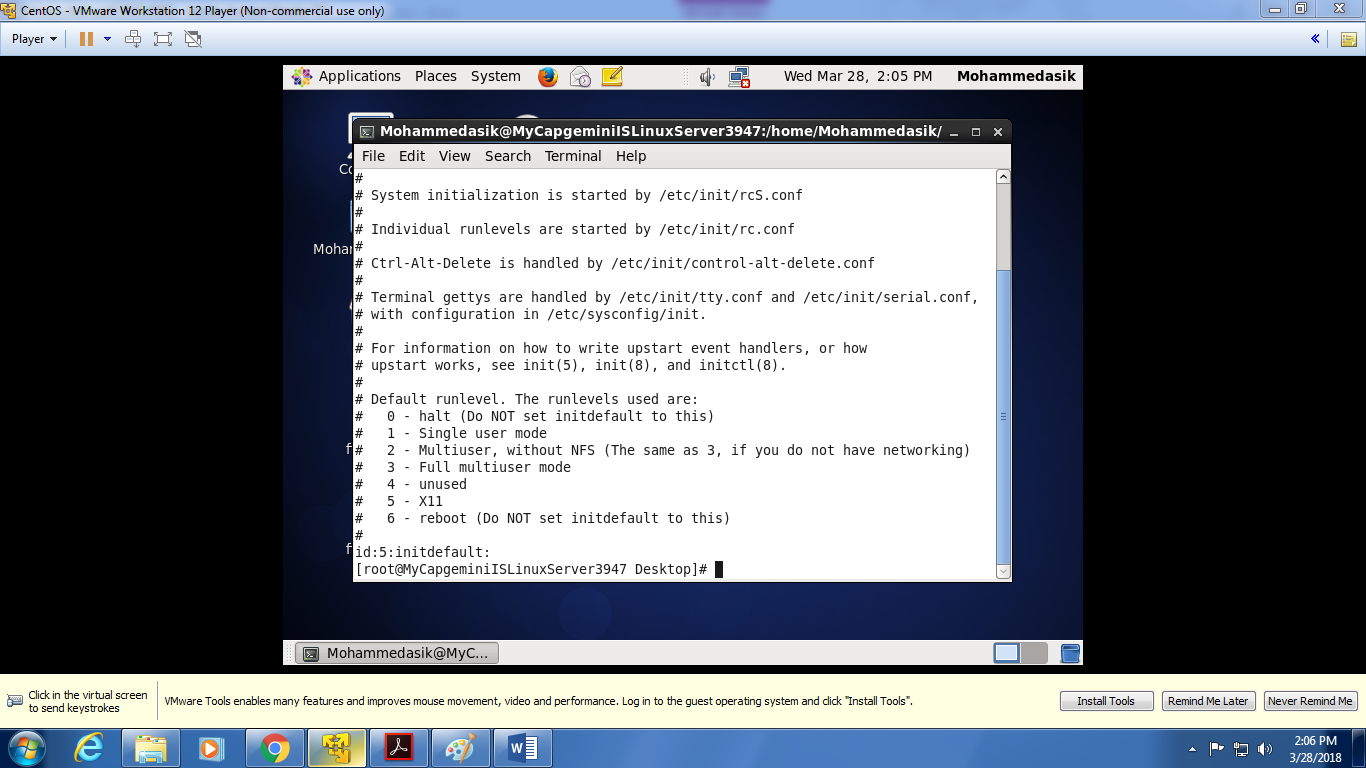 CentOS - VMware Workstation 12 Player (Non-commercial use only)
Player
Applications Places System Wed Mar 28, 2:05 PM Mohammedasik
Mohammedasik@MyCapgeminiISLinuxServer3947:/home/Mohammedasik/
File Edit View Search Terminal Help
#
# System initialization is started by /etc/init/rcS.conf
#
# Individual runlevels are started by /etc/init/rc.conf
#
# Ctrl-Alt-Delete is handled by /etc/init/control-alt-delete.conf
#
# Terminal gettys are handled by /etc/init/tty.conf and /etc/init/serial.conf,
# with configuration in /etc/sysconfig/init.
#
# For information on how to write upstart event handlers, or how
# upstart works, see init(5), init(8), and initctl(8).
#
# Default runlevel. The runlevels used are:
#   0 - halt (Do NOT set initdefault to this)
#   1 - Single user mode
#   2 - Multiuser, without NFS (The same as 3, if you do not have networking)
#   3 - Full multiuser mode
#   4 - unused
#   5 - X11
#   6 - reboot (Do NOT set initdefault to this)
#
id:5:initdefault:
[root@MyCapgeminiISLinuxServer3947 Desktop]#
Mohammedasik@MyC...
Click in the virtual screen
to send keystrokes
VMware Tools enables many features and improves mouse movement, video and performance. Log in to the guest operating system and click "Install Tools".
Install Tools Remind Me Later Never Remind Me
2:06 PM
3/28/2018